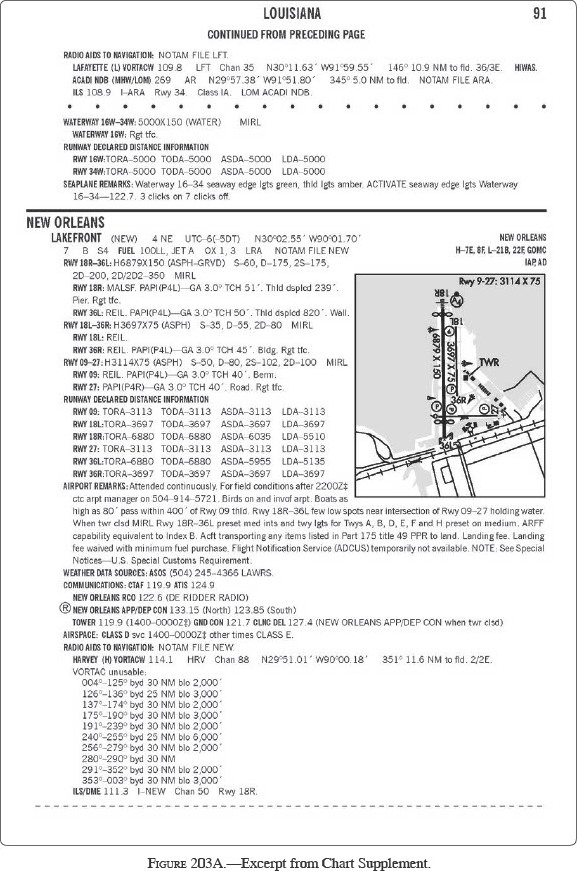 LOUISIANA 91
CONTINUED FROM PRECEDING PAGE
RADIO AIDS TO NAVIGATION: NOTAM FILE LFT.
LAFAYETTE (L) VORTACW 109.8 LFT Chan 35 N30°11.63´ W91°59.55´ 146° 10.9 NM to fld. 36/3E. HIWAS.
ACADI NDB (MHW/LOM) 269 AR N29°57.38´ W91°51.80´ 345° 5.0 NM to fld. NOTAM FILE ARA.
ILS 108.9 I–ARA Rwy 34. Class IA. LOM ACADI NDB.
WATERWAY 16W–34W: 5000X150 (WATER) MIRL
WATERWAY 16W: Rgt tfc.
RUNWAY DECLARED DISTANCE INFORMATION
RWY 16W:TORA–5000 TODA–5000 ASDA–5000 LDA–5000
RWY 34W:TORA–5000 TODA–5000 ASDA–5000 LDA–5000
SEAPLANE REMARKS: Waterway 16–34 seaway edge lgts green, thld lgts amber. ACTIVATE seaway edge lgts Waterway
16–34—122.7. 3 clicks on 7 clicks off.
NEW ORLEANS
LAKEFRONT (NEW) 4 NE UTC–6(–5DT) N30°02.55´ W90°01.70´ NEW ORLEANS
7 B S4 FUEL 100LL, JET A OX 1, 3 LRA NOTAM FILE NEW H–7E, 8F, L–21B, 22E GOMC
RWY 18R–36L: H6879X150 (ASPH–GRVD) S–60, D–175, 2S–175, IAP, AD
2D–200, 2D/2D2–350 MIRL
RWY 18R: MALSF. PAPI(P4L)—GA 3.0° TCH 51´. Thld dsplcd 239´.
Pier. Rgt tfc.
RWY 36L: REIL. PAPI(P4L)—GA 3.0° TCH 50´. Thld dsplcd 820´. Wall.
RWY 18L–36R: H3697X75 (ASPH) S–35, D–55, 2D–80 MIRL
RWY 18L: REIL.
RWY 36R: REIL. PAPI(P4L)—GA 3.0° TCH 45´. Bldg. Rgt tfc.
RWY 09–27: H3114X75 (ASPH) S–50, D–80, 2S–102, 2D–100 MIRL
RWY 09: REIL. PAPI(P4L)—GA 3.0° TCH 40´. Berm.
RWY 27: PAPI(P4R)—GA 3.0° TCH 40´. Road. Rgt tfc.
RUNWAY DECLARED DISTANCE INFORMATION
RWY 09: TORA–3113 TODA–3113 ASDA–3113 LDA–3113
RWY 18L:TORA–3697 TODA–3697 ASDA–3697 LDA–3697
RWY 18R:TORA–6880 TODA–6880 ASDA–6035 LDA–5510
RWY 27: TORA–3113 TODA–3113 ASDA–3113 LDA–3113
RWY 36L:TORA–6880 TODA–6880 ASDA–5955 LDA–5135
RWY 36R:TORA–3697 TODA–3697 ASDA–3697 LDA–3697
Rwy 9-27: 3114 X 75
18R
18L
6879 X 150
3697 X 75
TWR
36R
27
9
36L
AIRPORT REMARKS: Attended continuously. For field conditions after 2200Z‡
ctc arpt manager on 504–914–5721. Birds on and invof arpt. Boats as
high as 80´ pass within 400´ of Rwy 09 thld. Rwy 18R–36L few low spots near intersection of Rwy 09–27 holding water.
When twr clsd MIRL Rwy 18R–36L preset med ints and twy lgts for Twys A, B, D, E, F and H preset on medium. ARFF
capability equivalent to Index B. Acft transporting any items listed in Part 175 title 49 PPR to land. Landing fee. Landing
fee waived with minimum fuel purchase. Flight Notification Service (ADCUS) temporarily not available. NOTE: See Special
Notices—U.S. Special Customs Requirement.
WEATHER DATA SOURCES: ASOS (504) 245–4366 LAWRS.
COMMUNICATIONS: CTAF 119.9 ATIS 124.9
NEW ORLEANS RCO 122.6 (DE RIDDER RADIO)
Ⓡ NEW ORLEANS APP/DEP CON 133.15 (North) 123.85 (South)
TOWER 119.9 (1400–0000Z‡) GND CON 121.7 CLNC DEL 127.4 (NEW ORLEANS APP/DEP CON when twr clsd)
AIRSPACE: CLASS D svc 1400–0000Z‡ other times CLASS E.
RADIO AIDS TO NAVIGATION: NOTAM FILE NEW.
HARVEY (H) VORTACW 114.1 HRV Chan 88 N29°51.01´ W90°00.18´ 351° 11.6 NM to fld. 2/2E.
VORTAC unusable:
004°–125° byd 30 NM blo 2,000´
126°–136° byd 25 NM blo 3,000´
137°–174° byd 30 NM blo 2,000´
175°–190° byd 30 NM blo 3,000´
191°–239° byd 30 NM blo 2,000´
240°–255° byd 25 NM blo 6,000´
256°–279° byd 30 NM blo 2,000´
280°–290° byd 30 NM
291°–352° byd 30 NM blo 2,000´
353°–003° byd 30 NM blo 3,000´
ILS/DME 111.3 I–NEW Chan 50 Rwy 18R.
FIGURE 203A.—Excerpt from Chart Supplement.